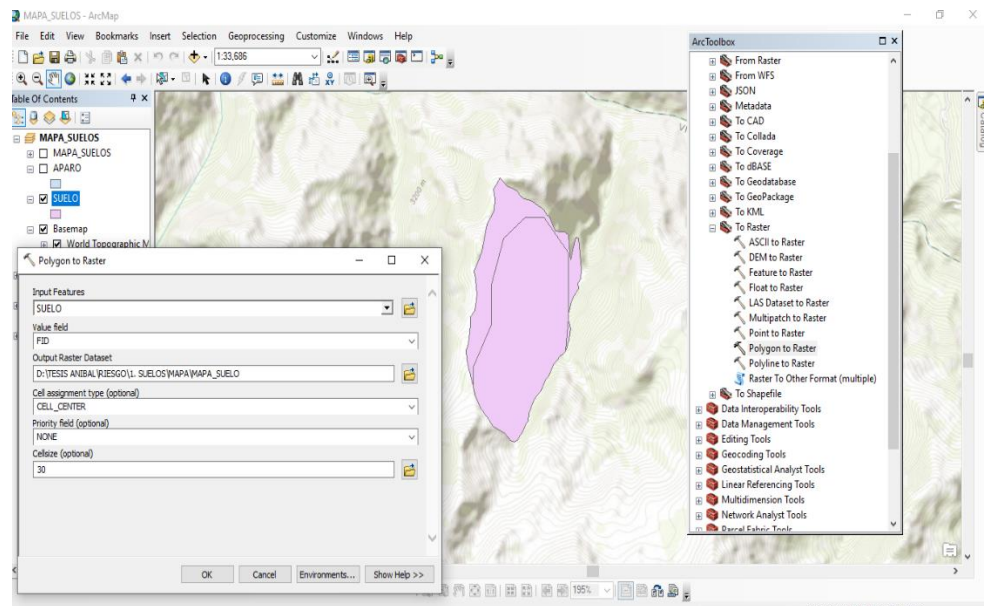 MAPA_SUELOS - ArcMap
File Edit View Bookmarks Insert Selection Geoprocessing Customize Windows Help
1:33,686
Table Of Contents
MAPA_SUELOS
MAPA_SUELOS
APARO
SUELO
Basemap
World Topographic M
3200 m
Polygon to Raster
Input Features
SUELO
Value field
FID
Output Raster Dataset
D:\TESIS ANIBAL\RIESGO\1. SUELOS\MAPA\MAPA_SUELO
Cell assignment type (optional)
CELL_CENTER
Priority field (optional)
NONE
Cellsize (optional)
30
OK Cancel Environments... Show Help >>
195%
ArcToolbox
From Raster
From WFS
JSON
Metadata
To CAD
To Collada
To Coverage
To dBASE
To Geodatabase
To GeoPackage
To KML
To Raster
ASCII to Raster
DEM to Raster
Feature to Raster
Float to Raster
LAS Dataset to Raster
Multipatch to Raster
Point to Raster
Polygon to Raster
Polyline to Raster
Raster To Other Format (multiple)
To Shapefile
Data Interoperability Tools
Data Management Tools
Editing Tools
Geocoding Tools
Geostatistical Analyst Tools
Linear Referencing Tools
Multidimension Tools
Network Analyst Tools
Parcel Fabric Tools
Catalog